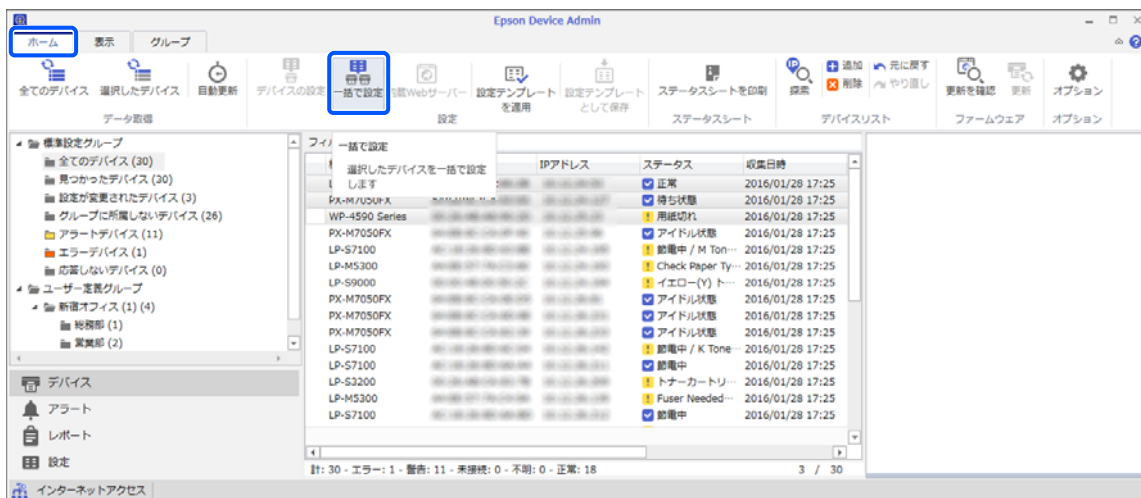 Epson Device Admin
ホーム 表示 グループ
全てのデバイス 選択したデバイス 自動更新 デバイスの設定 一括で設定 内蔵Webサーバー 設定テンプレートを適用 設定テンプレートとして保存 ステータスシートを印刷 探索 追加 削除 元に戻す やり直し 更新を確認 更新 オプション
データ取得 設定 ステータスシート デバイスリスト ファームウェア オプション
標準設定グループ
全てのデバイス (30)
見つかったデバイス (30)
設定が変更されたデバイス (3)
グループに所属しないデバイス (26)
アラートデバイス (11)
エラーデバイス (1)
応答しないデバイス (0)
ユーザー定義グループ
新宿オフィス (1) (4)
総務部 (1)
営業部 (2)
デバイス
アラート
レポート
設定
一括で設定
選択したデバイスを一括で設定
します
IPアドレス ステータス 収集日時
正常 2016/01/28 17:25
PX-M7050FX 待ち状態 2016/01/28 17:25
WP-4590 Series 用紙切れ 2016/01/28 17:25
PX-M7050FX アイドル状態 2016/01/28 17:25
LP-S7100 節電中 / M Ton… 2016/01/28 17:25
LP-M5300 Check Paper Ty… 2016/01/28 17:25
LP-S9000 イエロー(Y) ト… 2016/01/28 17:25
PX-M7050FX アイドル状態 2016/01/28 17:25
PX-M7050FX アイドル状態 2016/01/28 17:25
PX-M7050FX アイドル状態 2016/01/28 17:25
LP-S7100 節電中 / K Tone… 2016/01/28 17:25
LP-S7100 節電中 2016/01/28 17:25
LP-S3200 トナーカートリ… 2016/01/28 17:25
LP-M5300 Fuser Needed… 2016/01/28 17:25
LP-S7100 節電中 2016/01/28 17:25
計: 30 - エラー: 1 - 警告: 11 - 未接続: 0 - 不明: 0 - 正常: 18 3 / 30
インターネットアクセス